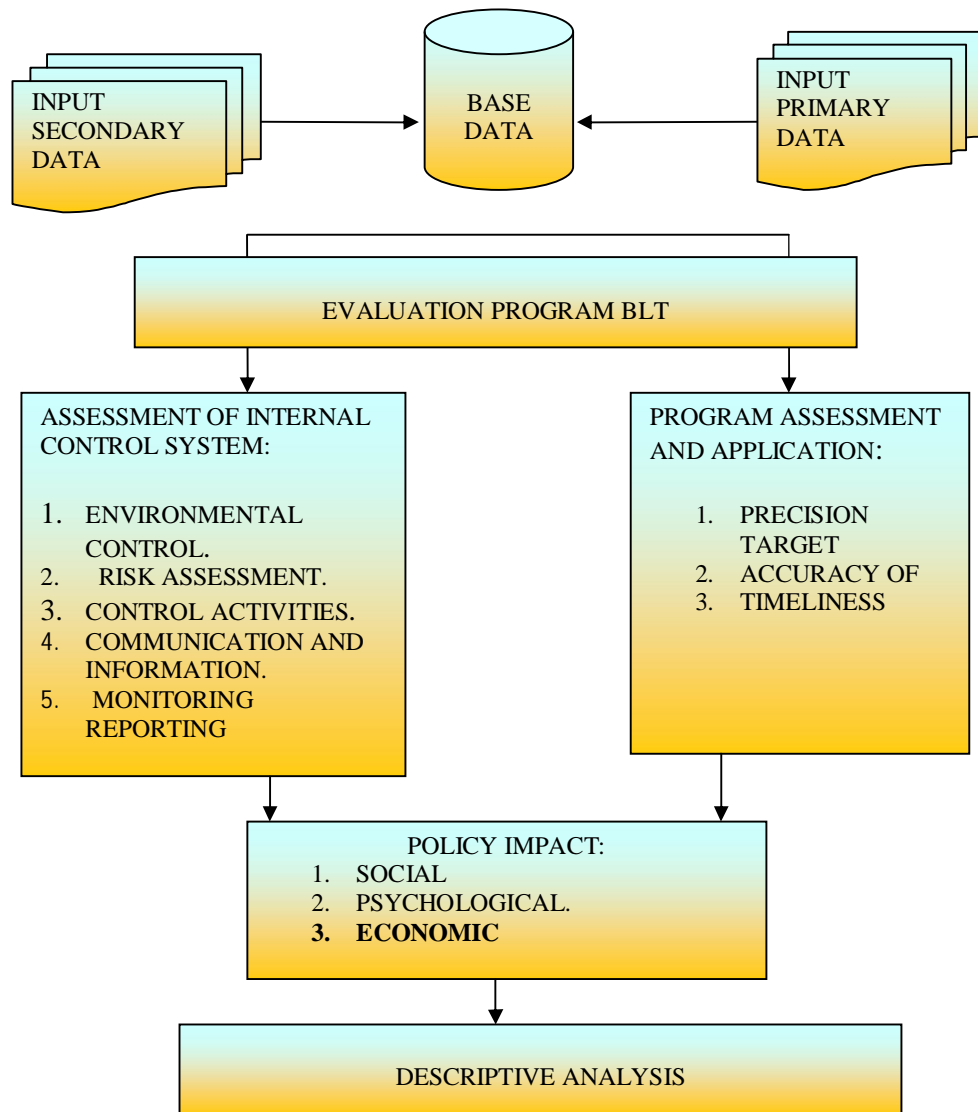 INPUT
SECONDARY
DATA
BASE
DATA
INPUT
PRIMARY
DATA
EVALUATION PROGRAM BLT
ASSESSMENT OF INTERNAL
CONTROL SYSTEM:
1. ENVIRONMENTAL
CONTROL.
2. RISK ASSESSMENT.
3. CONTROL ACTIVITIES.
4. COMMUNICATION AND
INFORMATION.
5. MONITORING
REPORTING
PROGRAM ASSESSMENT
AND APPLICATION:
1. PRECISION
TARGET
2. ACCURACY OF
3. TIMELINESS
POLICY IMPACT:
1. SOCIAL
2. PSYCHOLOGICAL.
3. ECONOMIC
DESCRIPTIVE ANALYSIS